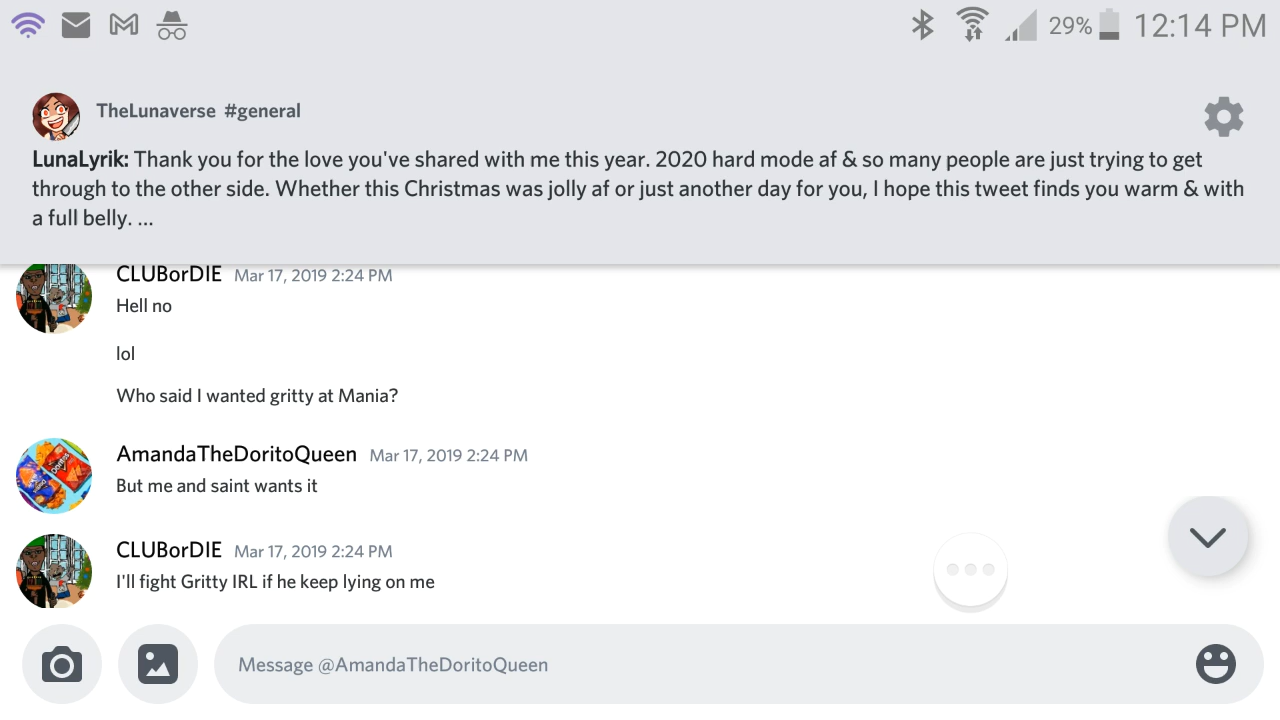 29% 12:14 PM
TheLunaverse #general
LunaLyrik: Thank you for the love you've shared with me this year. 2020 hard mode af & so many people are just trying to get
through to the other side. Whether this Christmas was jolly af or just another day for you, I hope this tweet finds you warm & with
a full belly. ...
CLUBorDIE Mar 17, 2019 2:24 PM
Hell no
lol
Who said I wanted gritty at Mania?
AmandaTheDoritoQueen Mar 17, 2019 2:24 PM
But me and saint wants it
CLUBorDIE Mar 17, 2019 2:24 PM
I'll fight Gritty IRL if he keep lying on me
Message @AmandaTheDoritoQueen